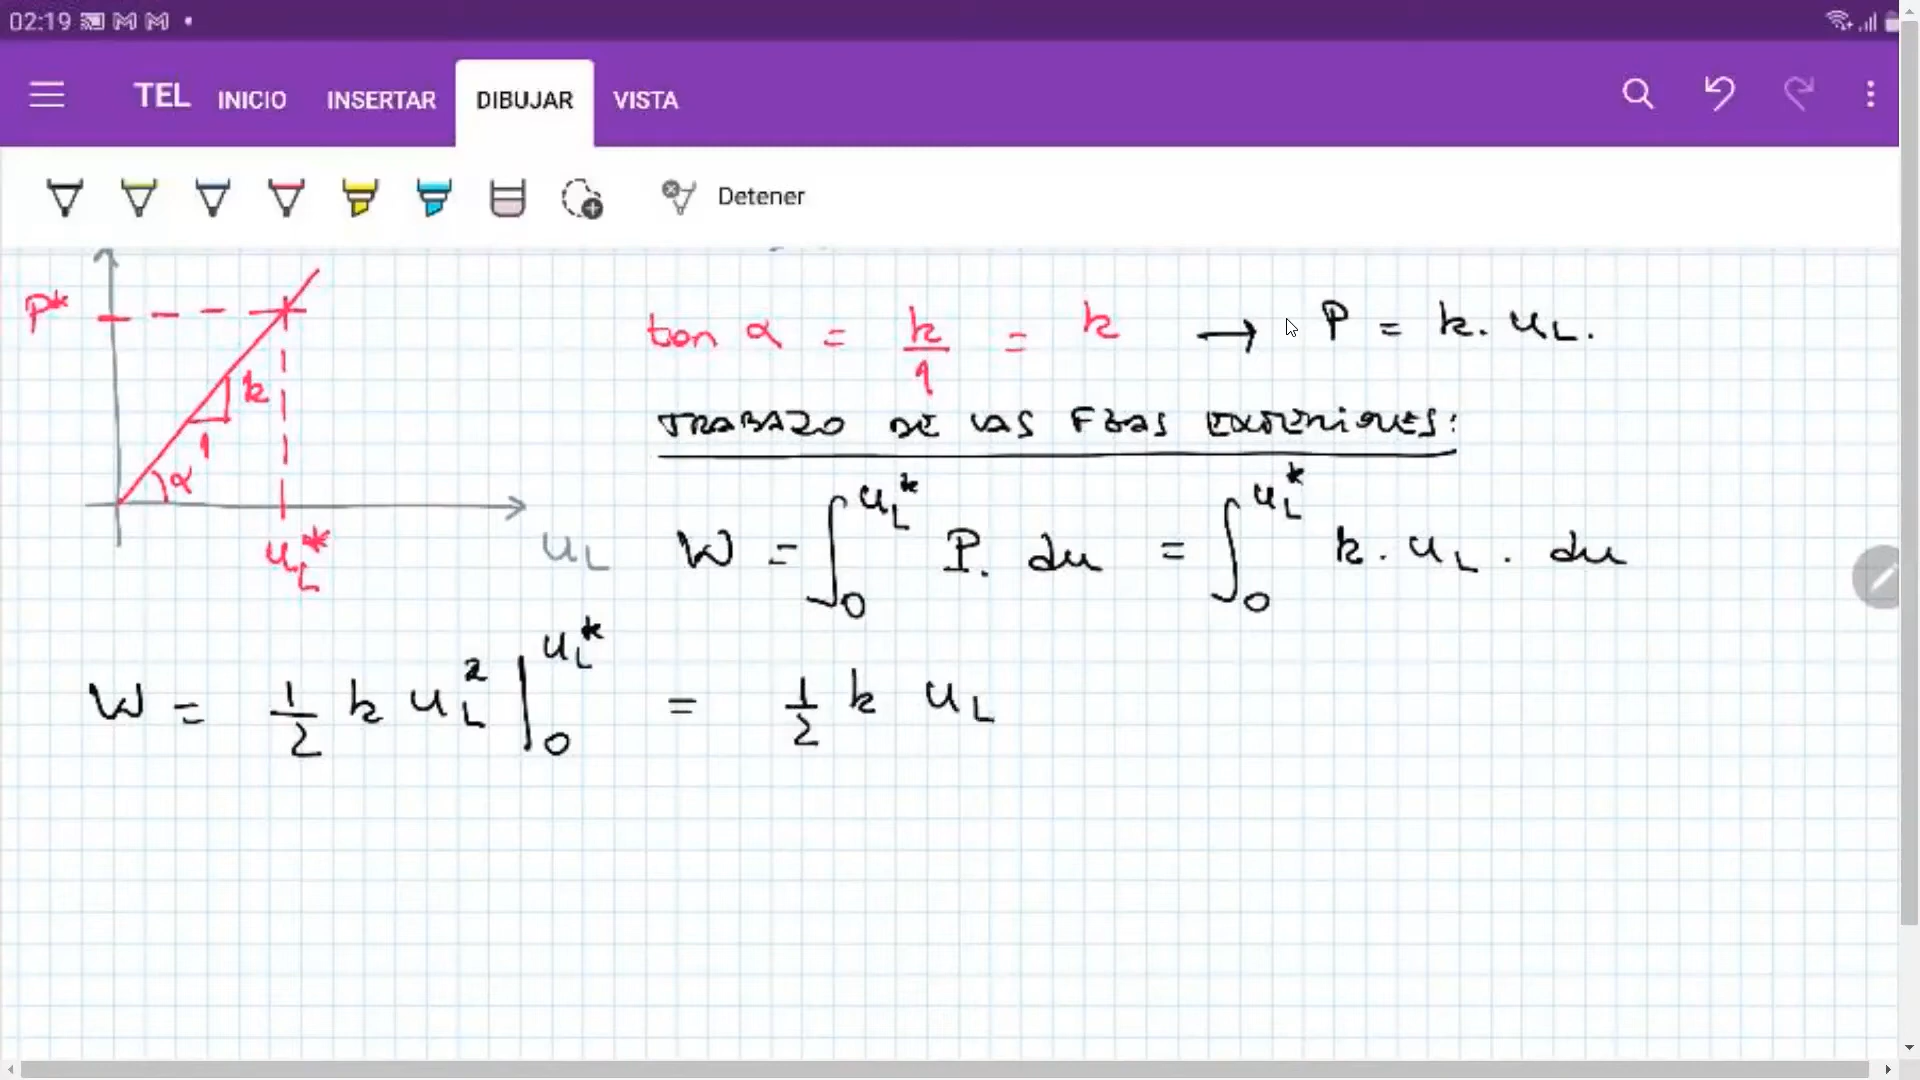 02:19
TEL INICIO INSERTAR DIBUJAR VISTA
Detener
P*
k
1
α
u_L*
u_L
tan α = k/1 = k → P = k. u_L.
TRABAJO DE LAS FZAS EXTERIORES:
W = ∫_0^{u_L*} P. du = ∫_0^{u_L*} k. u_L. du
W = 1/2 k u_L^2 |_0^{u_L*} = 1/2 k u_L